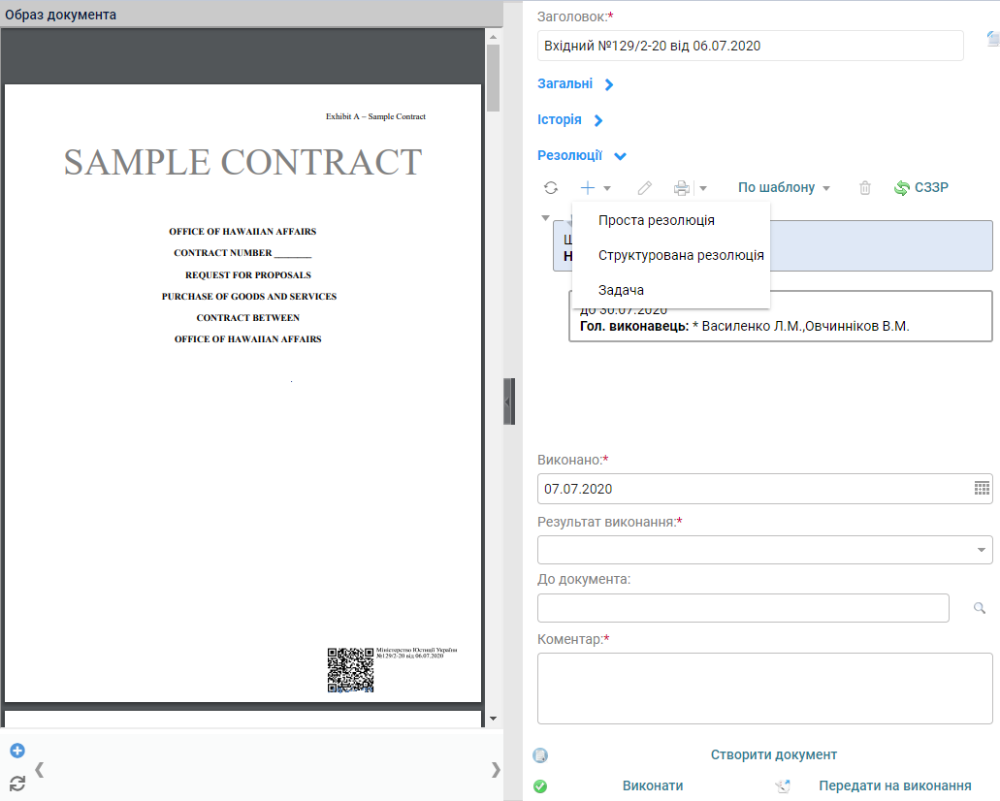 Образ документа
Exhibit A – Sample Contract
SAMPLE CONTRACT
OFFICE OF HAWAIIAN AFFAIRS
CONTRACT NUMBER ________
REQUEST FOR PROPOSALS
PURCHASE OF GOODS AND SERVICES
CONTRACT BETWEEN
OFFICE OF HAWAIIAN AFFAIRS
Міністерство Юстиції України
№129/2-20 від 06.07.2020
Заголовок:*
Вхідний №129/2-20 від 06.07.2020
Загальні
Історія
Резолюції
По шаблону
СЗЗР
Проста резолюція
Структурована резолюція
Задача
до 30.07.2020
Гол. виконавець: * Василенко Л.М.,Овчинніков В.М.
Виконано:*
07.07.2020
Результат виконання:*
До документа:
Коментар:*
Створити документ
Виконати
Передати на виконання